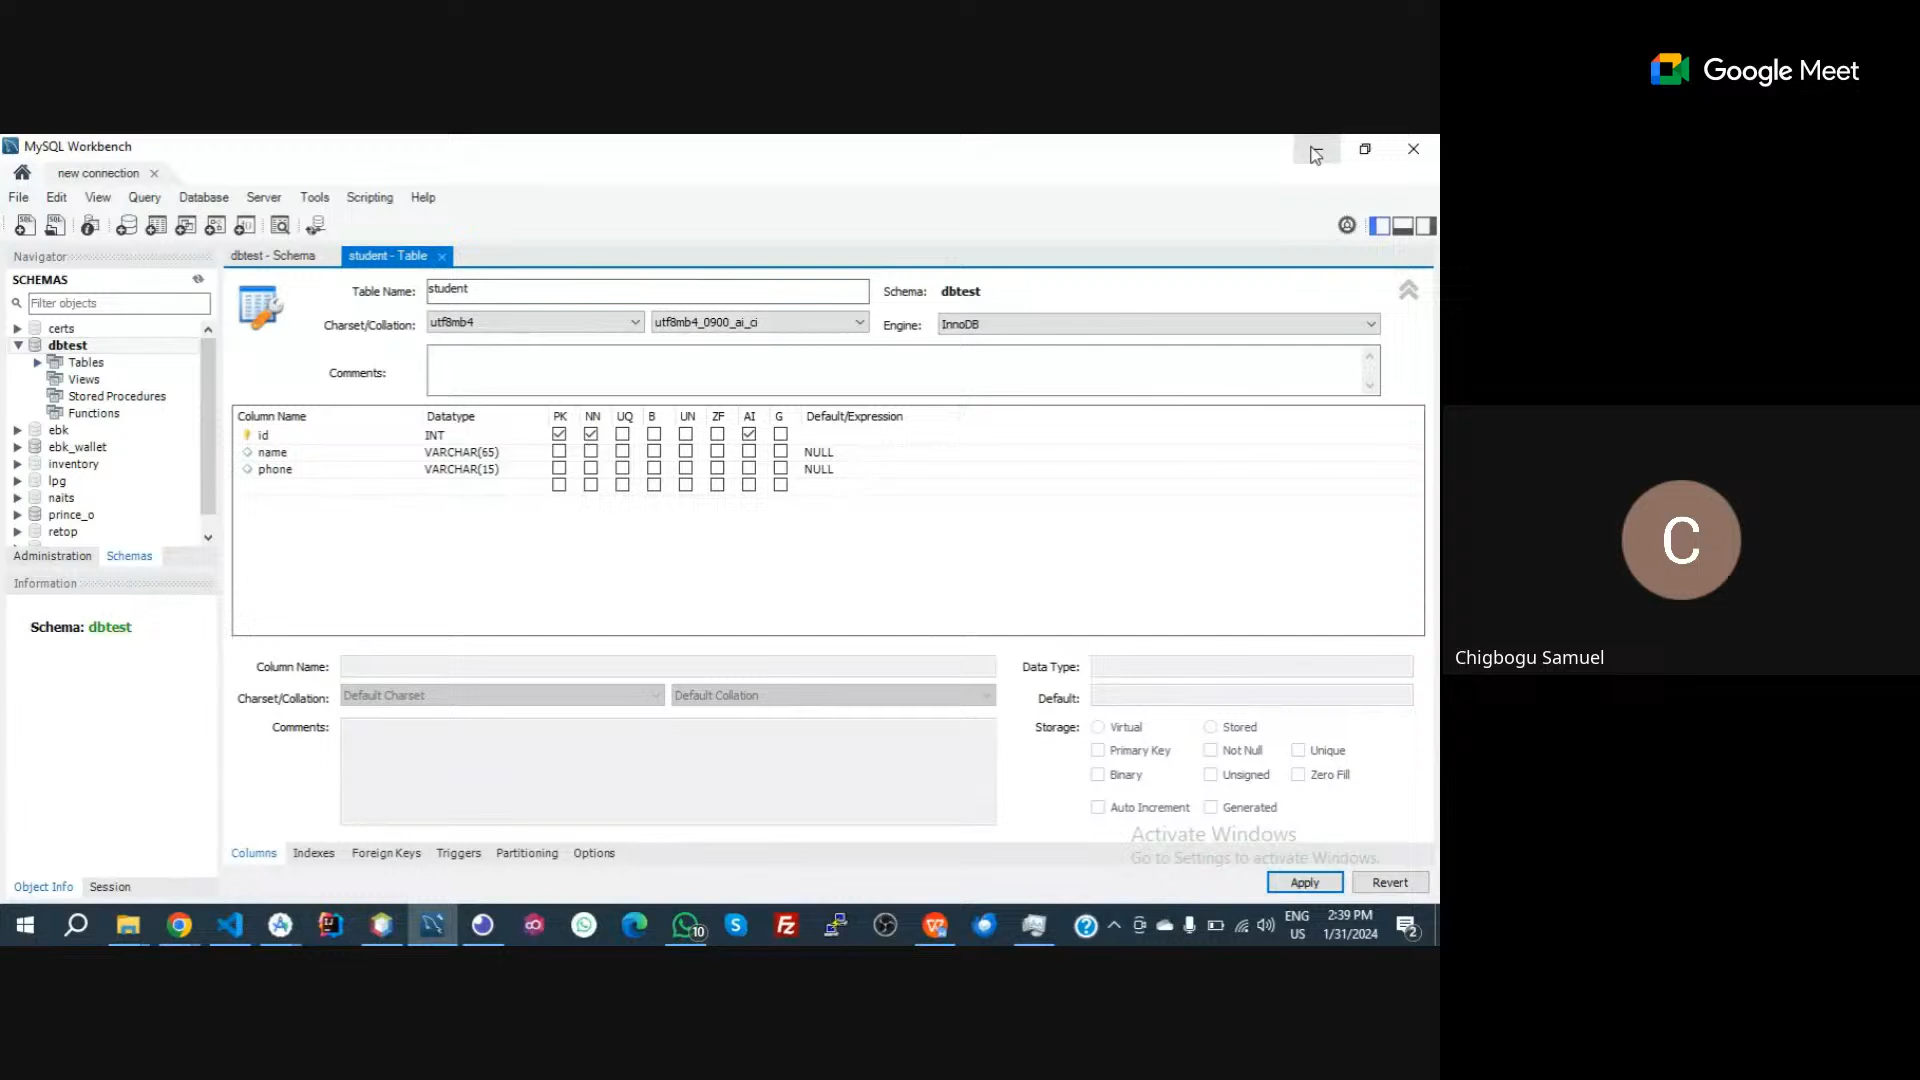 Google Meet
MySQL Workbench
new connection
File Edit View Query Database Server Tools Scripting Help
Navigator
dbtest - Schema
student - Table
SCHEMAS
Filter objects
certs
dbtest
Tables
Views
Stored Procedures
Functions
ebk
ebk_wallet
inventory
lpg
naits
prince_o
retop
Administration Schemas
Information
Schema: dbtest
Object Info Session
Table Name: student
Schema: dbtest
Charset/Collation: utf8mb4 utf8mb4_0900_ai_ci
Engine: InnoDB
Comments:
Column Name Datatype PK NN UQ B UN ZF AI G Default/Expression
id INT
name VARCHAR(65) NULL
phone VARCHAR(15) NULL
Column Name:
Data Type:
Charset/Collation: Default Charset Default Collation
Default:
Comments:
Storage: Virtual Stored
Primary Key Not Null Unique
Binary Unsigned Zero Fill
Auto Increment Generated
Activate Windows
Go to Settings to activate Windows.
Columns Indexes Foreign Keys Triggers Partitioning Options
Apply Revert
10
ENG
US
2:39 PM
1/31/2024
2
C
Chigbogu Samuel